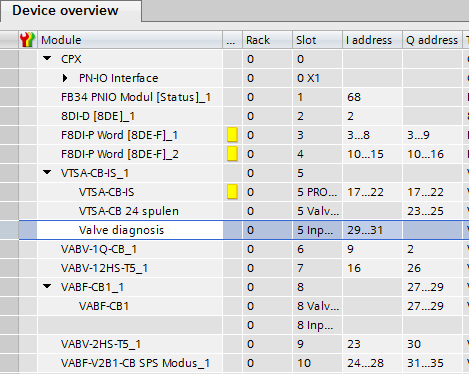 Device overview
Module ... Rack Slot I address Q address
CPX 0 0
PN-IO Interface 0 0 X1
FB34 PNIO Modul [Status]_1 0 1 68
8DI-D [8DE]_1 0 2 2
F8DI-P Word [8DE-F]_1 0 3 3...8 3...9
F8DI-P Word [8DE-F]_2 0 4 10...15 10...16
VTSA-CB-IS_1 0 5
VTSA-CB-IS 0 5 PRO... 17...22 17...22
VTSA-CB 24 spulen 0 5 Valv... 23...25
Valve diagnosis 0 5 Inp... 29...31
VABV-1Q-CB_1 0 6 9 2
VABV-12HS-T5_1 0 7 16 26
VABF-CB1_1 0 8 27...29
VABF-CB1 0 8 Valv... 27...29
0 8 Inp...
VABV-2HS-T5_1 0 9 23 30
VABF-V2B1-CB SPS Modus_1 0 10 24...28 31...35